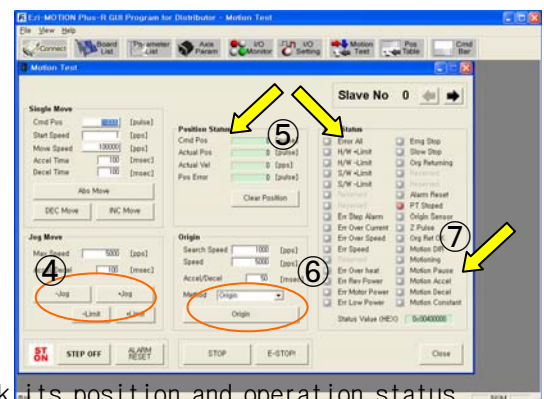 Ezi-MOTION Plus-R GUI Program for Distributor - Motion Test
File View Help
Connect
Board List
Parameter List
Axis Param
I/O Monitor
I/O Setting
Motion Test
Pos Table
Cmd Bar
Motion Test
Slave No 0
Single Move
Cmd Pos [pulse]
Start Speed 1 [pps]
Move Speed 100000 [pps]
Accel Time 100 [msec]
Decel Time 100 [msec]
Abs Move
DEC Move INC Move
Position Status
Cmd Pos 0 [pulse]
Actual Pos 0 [pulse]
Actual Vel 0 [pps]
Pos Error 0 [pulse]
Clear Position
⑤
Jog Move
Max Speed 5000 [pps]
Accel/Decel 100 [msec]
④
-Jog +Jog
-Limit +Limit
Origin
Search Speed 1000 [pps]
Speed 5000 [pps]
Accel/Decel 50 [msec]
Method Origin
Origin
⑥
Status
Error All
H/W +Limit
H/W -Limit
S/W +Limit
S/W -Limit
Reserved
Err Step Alarm
Err Over Current
Err Over Speed
Err Speed
Reserved
Err Over heat
Err Rev Power
Err Motor Power
Err Low Power
Emg Stop
Slow Stop
Org Returning
Reserved
Reserved
Alarm Reset
PT Stoped
Origin Sensor
Z Pulse
Org Ret OK
Motion DIR
Motioning
Motion Pause
Motion Accel
Motion Decel
Motion Constant
⑦
Status Value (HEX) 0x00400000
ST ON STEP OFF ALARM RESET
STOP E-STOP!
Close
k its position and operation status